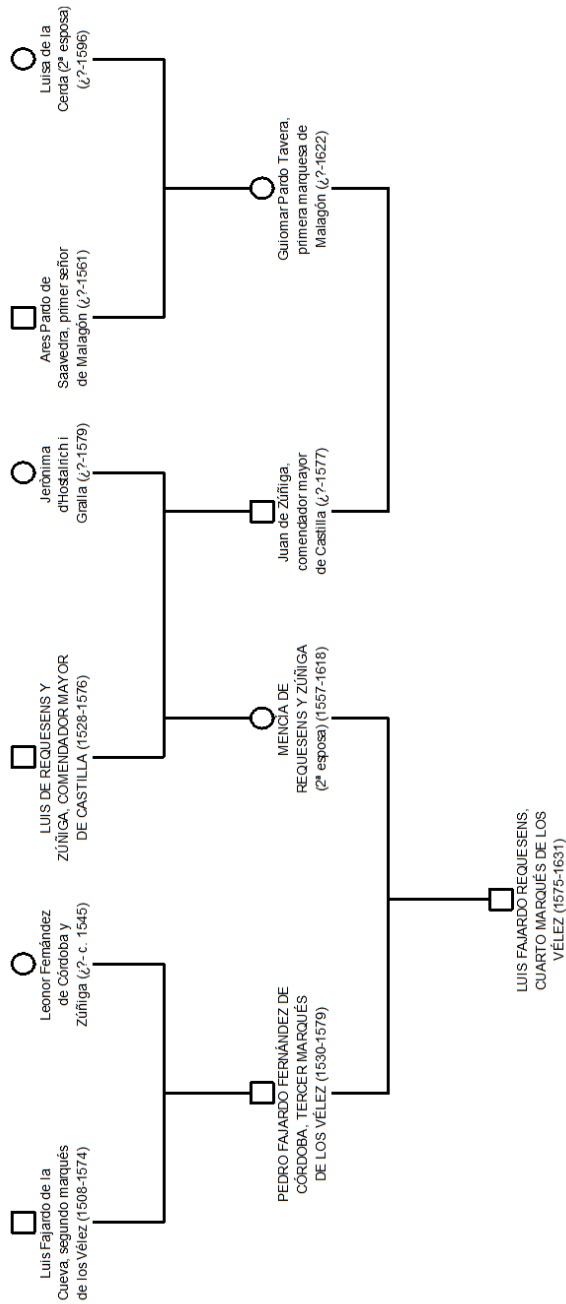 Luis Fajardo de la
Cueva, segundo marqués
de los Vélez (1508-1574)
Leonor Fernández
de Córdoba y
Zúñiga (¿?- c. 1545)
LUIS DE REQUESENS Y
ZÚÑIGA, COMENDADOR MAYOR
DE CASTILLA (1528-1576)
Jerònima
d'Hostalrich i
Gralla (¿?-1579)
Ares Pardo de
Saavedra, primer señor
de Malagón (¿?-1561)
Luisa de la
Cerda (2ª esposa)
(¿?-1596)
PEDRO FAJARDO FERNÁNDEZ DE
CÓRDOBA, TERCER MARQUÉS
DE LOS VÉLEZ (1530-1579)
MENCÍA DE
REQUESENS Y ZÚÑIGA
(2ª esposa) (1557-1618)
Juan de Zúñiga,
comendador mayor
de Castilla (¿?-1577)
Guiomar Pardo Tavera,
primera marquesa de
Malagón (¿?-1622)
LUIS FAJARDO REQUESENS,
CUARTO MARQUÉS DE LOS
VÉLEZ (1575-1631)